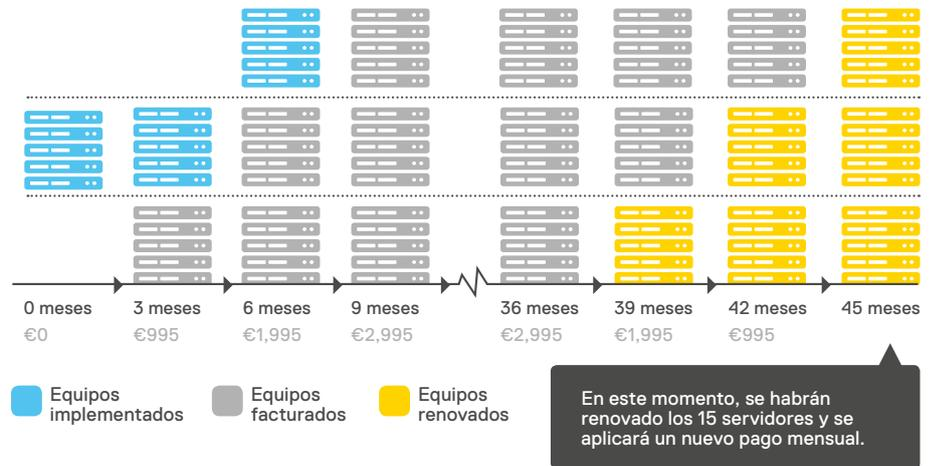 0 meses 3 meses 6 meses 9 meses 36 meses 39 meses 42 meses 45 meses
€0 €995 €1,995 €2,995 €2,995 €1,995 €995
Equipos
implementados
Equipos
facturados
Equipos
renovados
En este momento, se habrán
renovado los 15 servidores y se
aplicará un nuevo pago mensual.